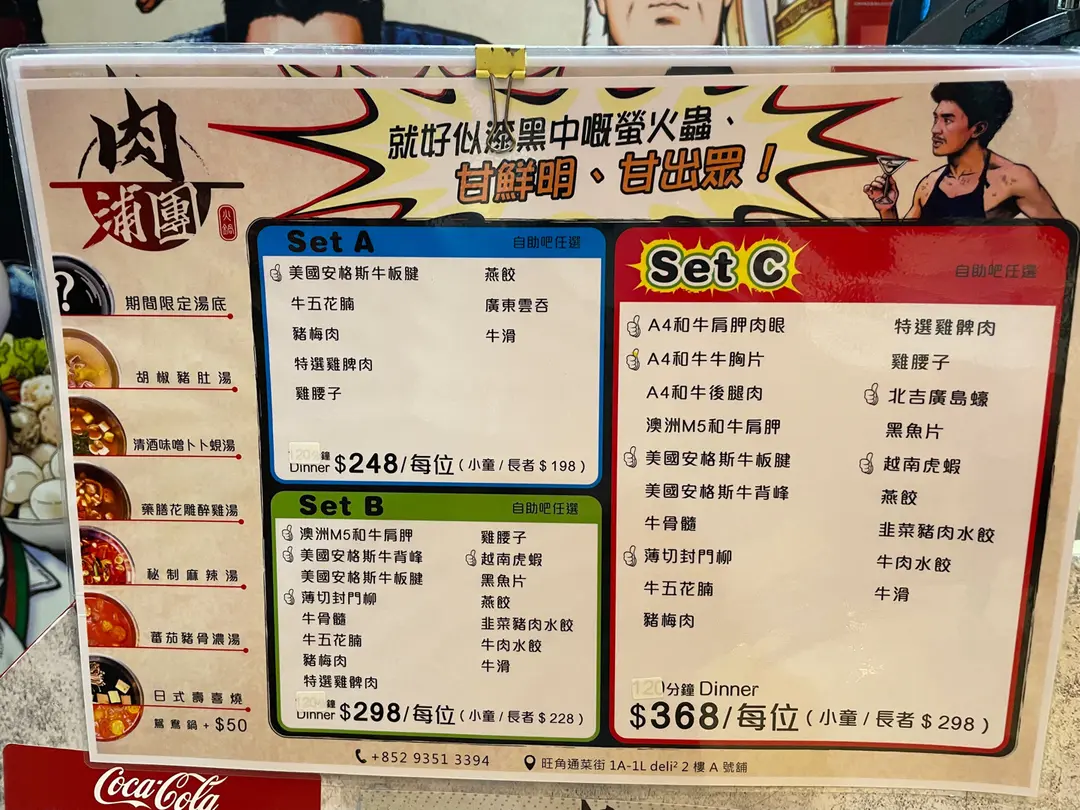 肉
蒲團
火鍋
就好似漆黑中嘅螢火蟲、
甘鮮明、甘出眾!
?
期間限定湯底
胡椒豬肚湯
清酒味噌卜卜蜆湯
藥膳花雕醉雞湯
秘制麻辣湯
蕃茄豬骨濃湯
日式壽喜燒
鴛鴦鍋 + $50
Set A 自助吧任選
美國安格斯牛板腱
牛五花腩
豬梅肉
特選雞脾肉
雞腰子
燕餃
廣東雲吞
牛滑
120分鐘
Dinner $248/每位(小童/長者$198)
Set B 自助吧任選
澳洲M5和牛肩胛
美國安格斯牛背峰
美國安格斯牛板腱
薄切封門柳
牛骨髓
牛五花腩
豬梅肉
特選雞髀肉
雞腰子
越南虎蝦
黑魚片
燕餃
韭菜豬肉水餃
牛肉水餃
牛滑
120分鐘
Dinner $298/每位(小童/長者$228)
Set C 自助吧任選
A4和牛肩胛肉眼
A4和牛牛胸片
A4和牛後腿肉
澳洲M5和牛肩胛
美國安格斯牛板腱
美國安格斯牛背峰
牛骨髓
薄切封門柳
牛五花腩
豬梅肉
特選雞髀肉
雞腰子
北吉廣島蠔
黑魚片
越南虎蝦
燕餃
韭菜豬肉水餃
牛肉水餃
牛滑
120分鐘 Dinner
$368/每位(小童/長者$298)
+852 9351 3394
旺角通菜街 1A-1L deli² 2 樓 A 號舖
Coca-Cola